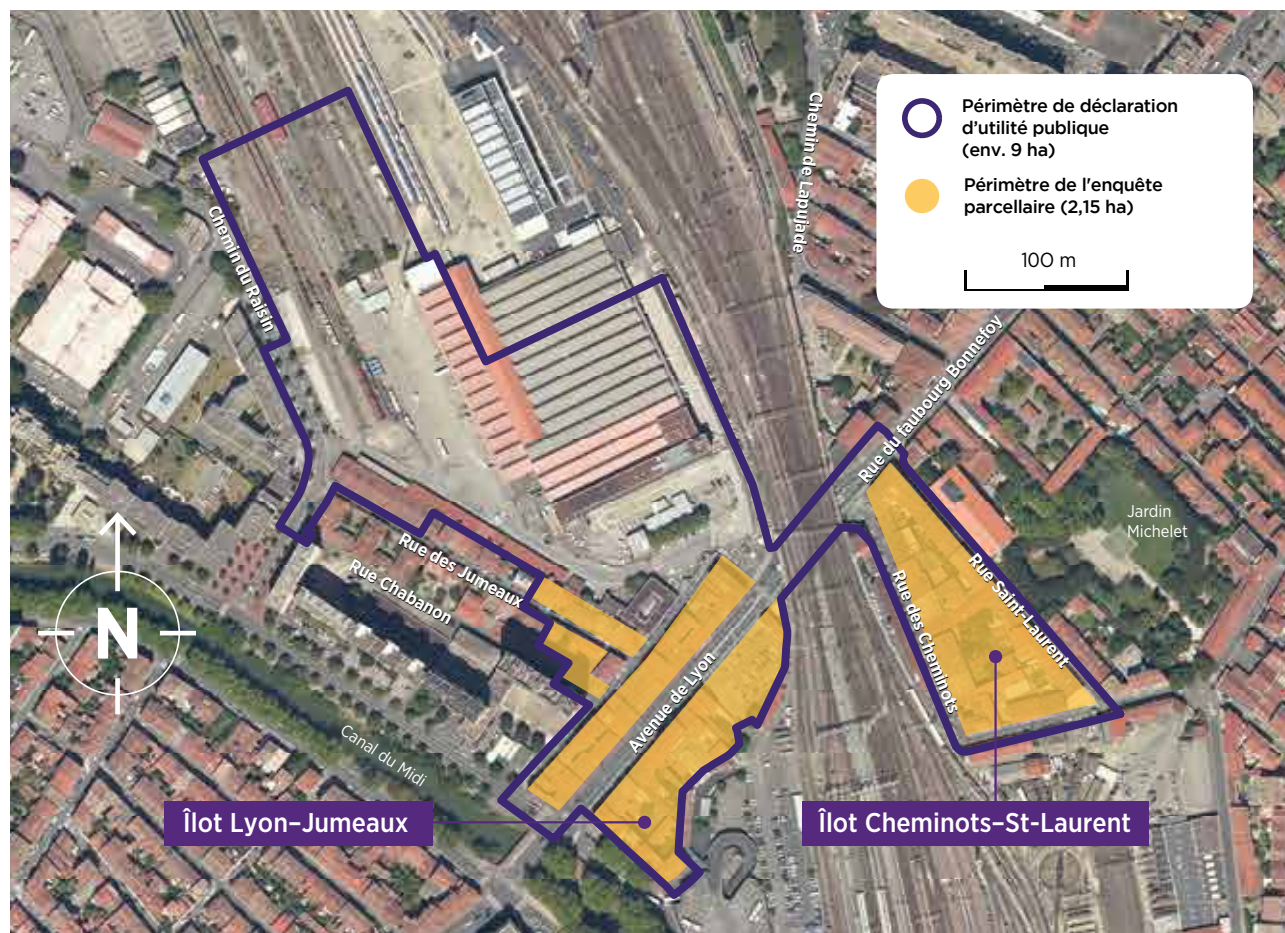 Périmètre de déclaration
d'utilité publique
(env. 9 ha)
Périmètre de l'enquête
parcellaire (2,15 ha)
100 m
Chemin de Lapujade
Chemin du Raisin
Rue du faubourg Bonnefoy
Jardin
Michelet
Rue des Jumeaux
Rue Chabanon
Rue Saint-Laurent
Rue des Cheminots
N
Avenue de Lyon
Canal du Midi
Îlot Lyon–Jumeaux
Îlot Cheminots–St-Laurent